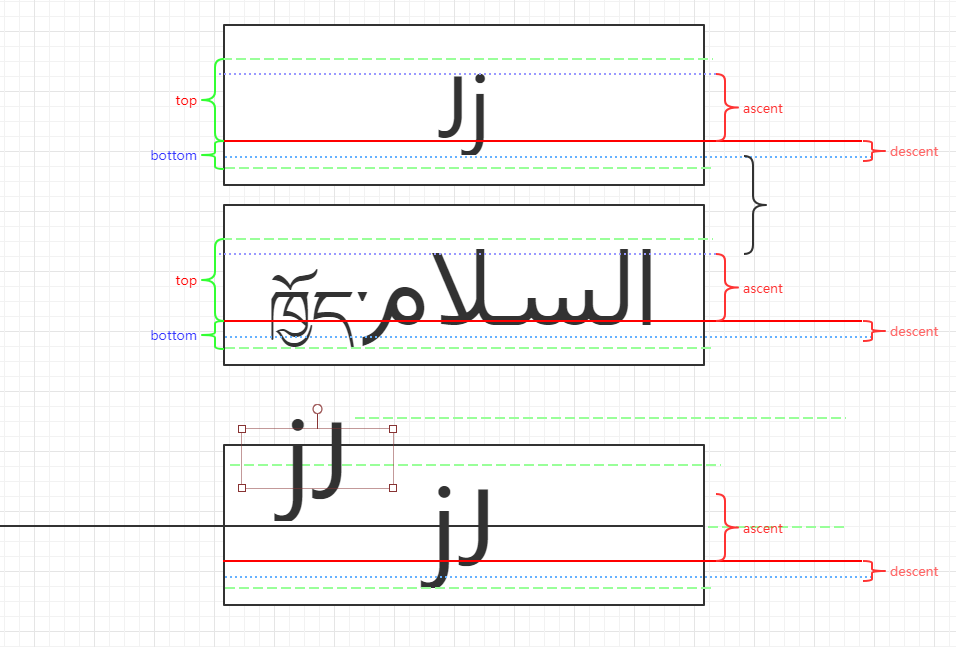 Jj
top
ascent
bottom
descent
السلام
top
ascent
bottom
descent
jJ
jJ
ascent
descent